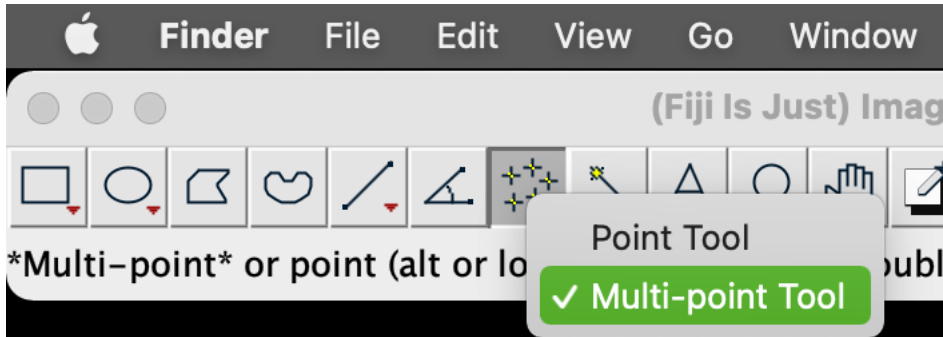 Finder File Edit View Go Window
(Fiji Is Just) Imag
*Multi-point* or point (alt or lo
Point Tool
✓ Multi-point Tool